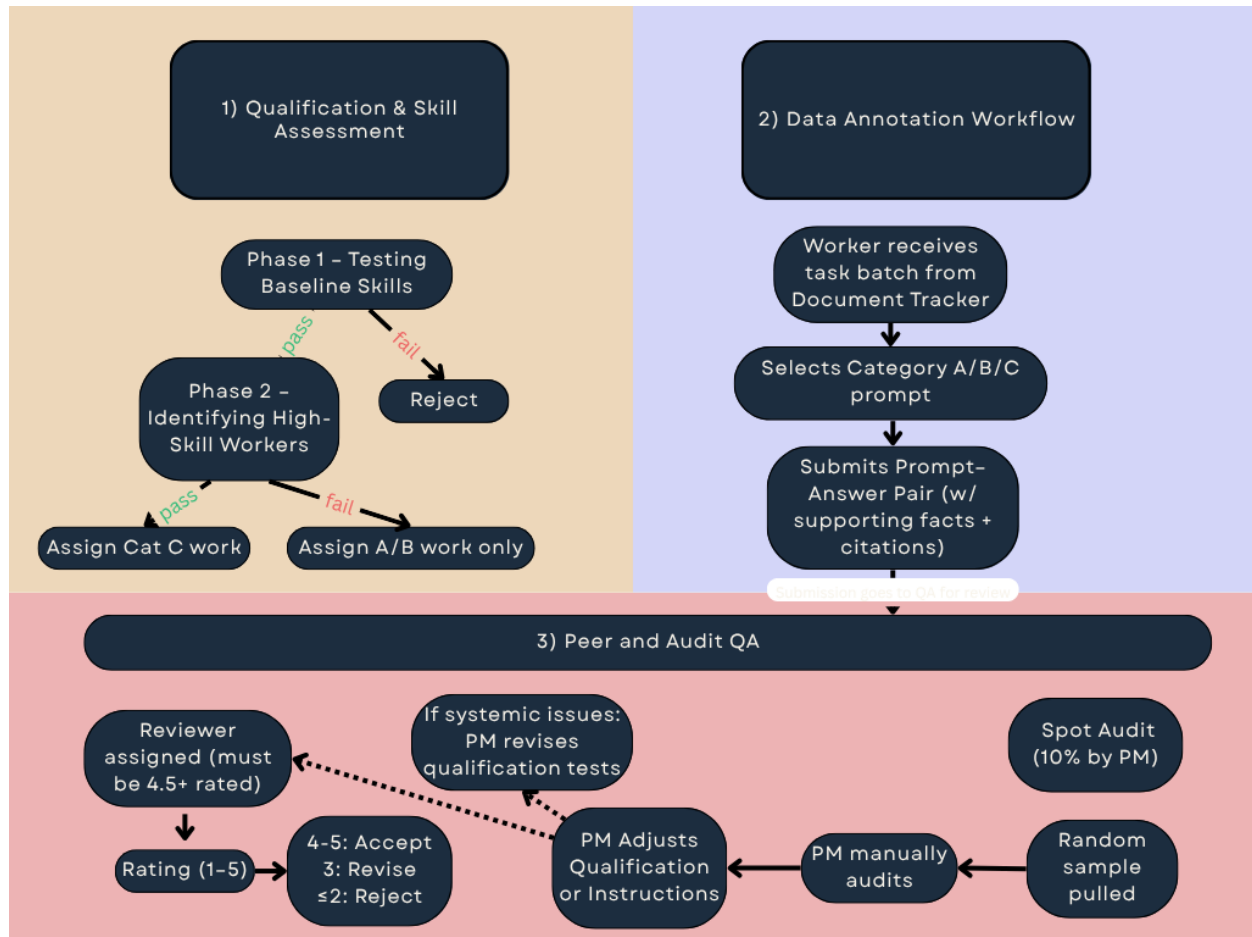 1) Qualification & Skill
Assessment
Phase 1 – Testing
Baseline Skills
pass
fail
Reject
Phase 2 –
Identifying High-
Skill Workers
pass
fail
Assign Cat C work
Assign A/B work only
2) Data Annotation Workflow
Worker receives
task batch from
Document Tracker
Selects Category A/B/C
prompt
Submits Prompt–
Answer Pair (w/
supporting facts +
citations)
Submission goes to QA for review
3) Peer and Audit QA
Reviewer
assigned (must
be 4.5+ rated)
Rating (1–5)
4-5: Accept
3: Revise
≤2: Reject
If systemic issues:
PM revises
qualification tests
PM Adjusts
Qualification
or Instructions
PM manually
audits
Spot Audit
(10% by PM)
Random
sample
pulled